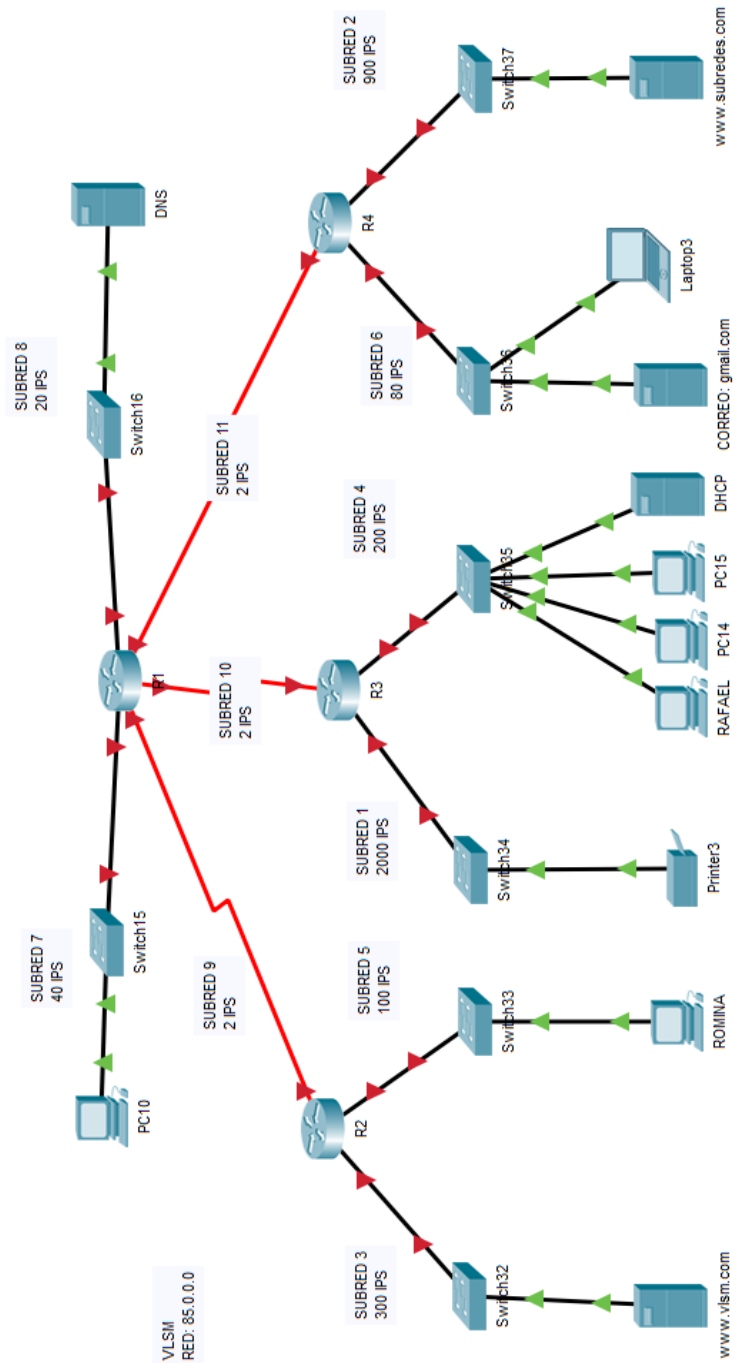 VLSM
RED: 85.0.0.0
SUBRED 7
40 IPS
SUBRED 8
20 IPS
PC10
Switch15
R1
Switch16
DNS
SUBRED 9
2 IPS
SUBRED 10
2 IPS
SUBRED 11
2 IPS
R2
R3
R4
SUBRED 3
300 IPS
SUBRED 5
100 IPS
SUBRED 1
2000 IPS
SUBRED 4
200 IPS
SUBRED 6
80 IPS
SUBRED 2
900 IPS
Switch32
Switch33
Switch34
Switch35
Switch36
Switch37
www.vlsm.com
ROMINA
Printer3
RAFAEL
PC14
PC15
DHCP
CORREO: gmail.com
Laptop3
www.subredes.com